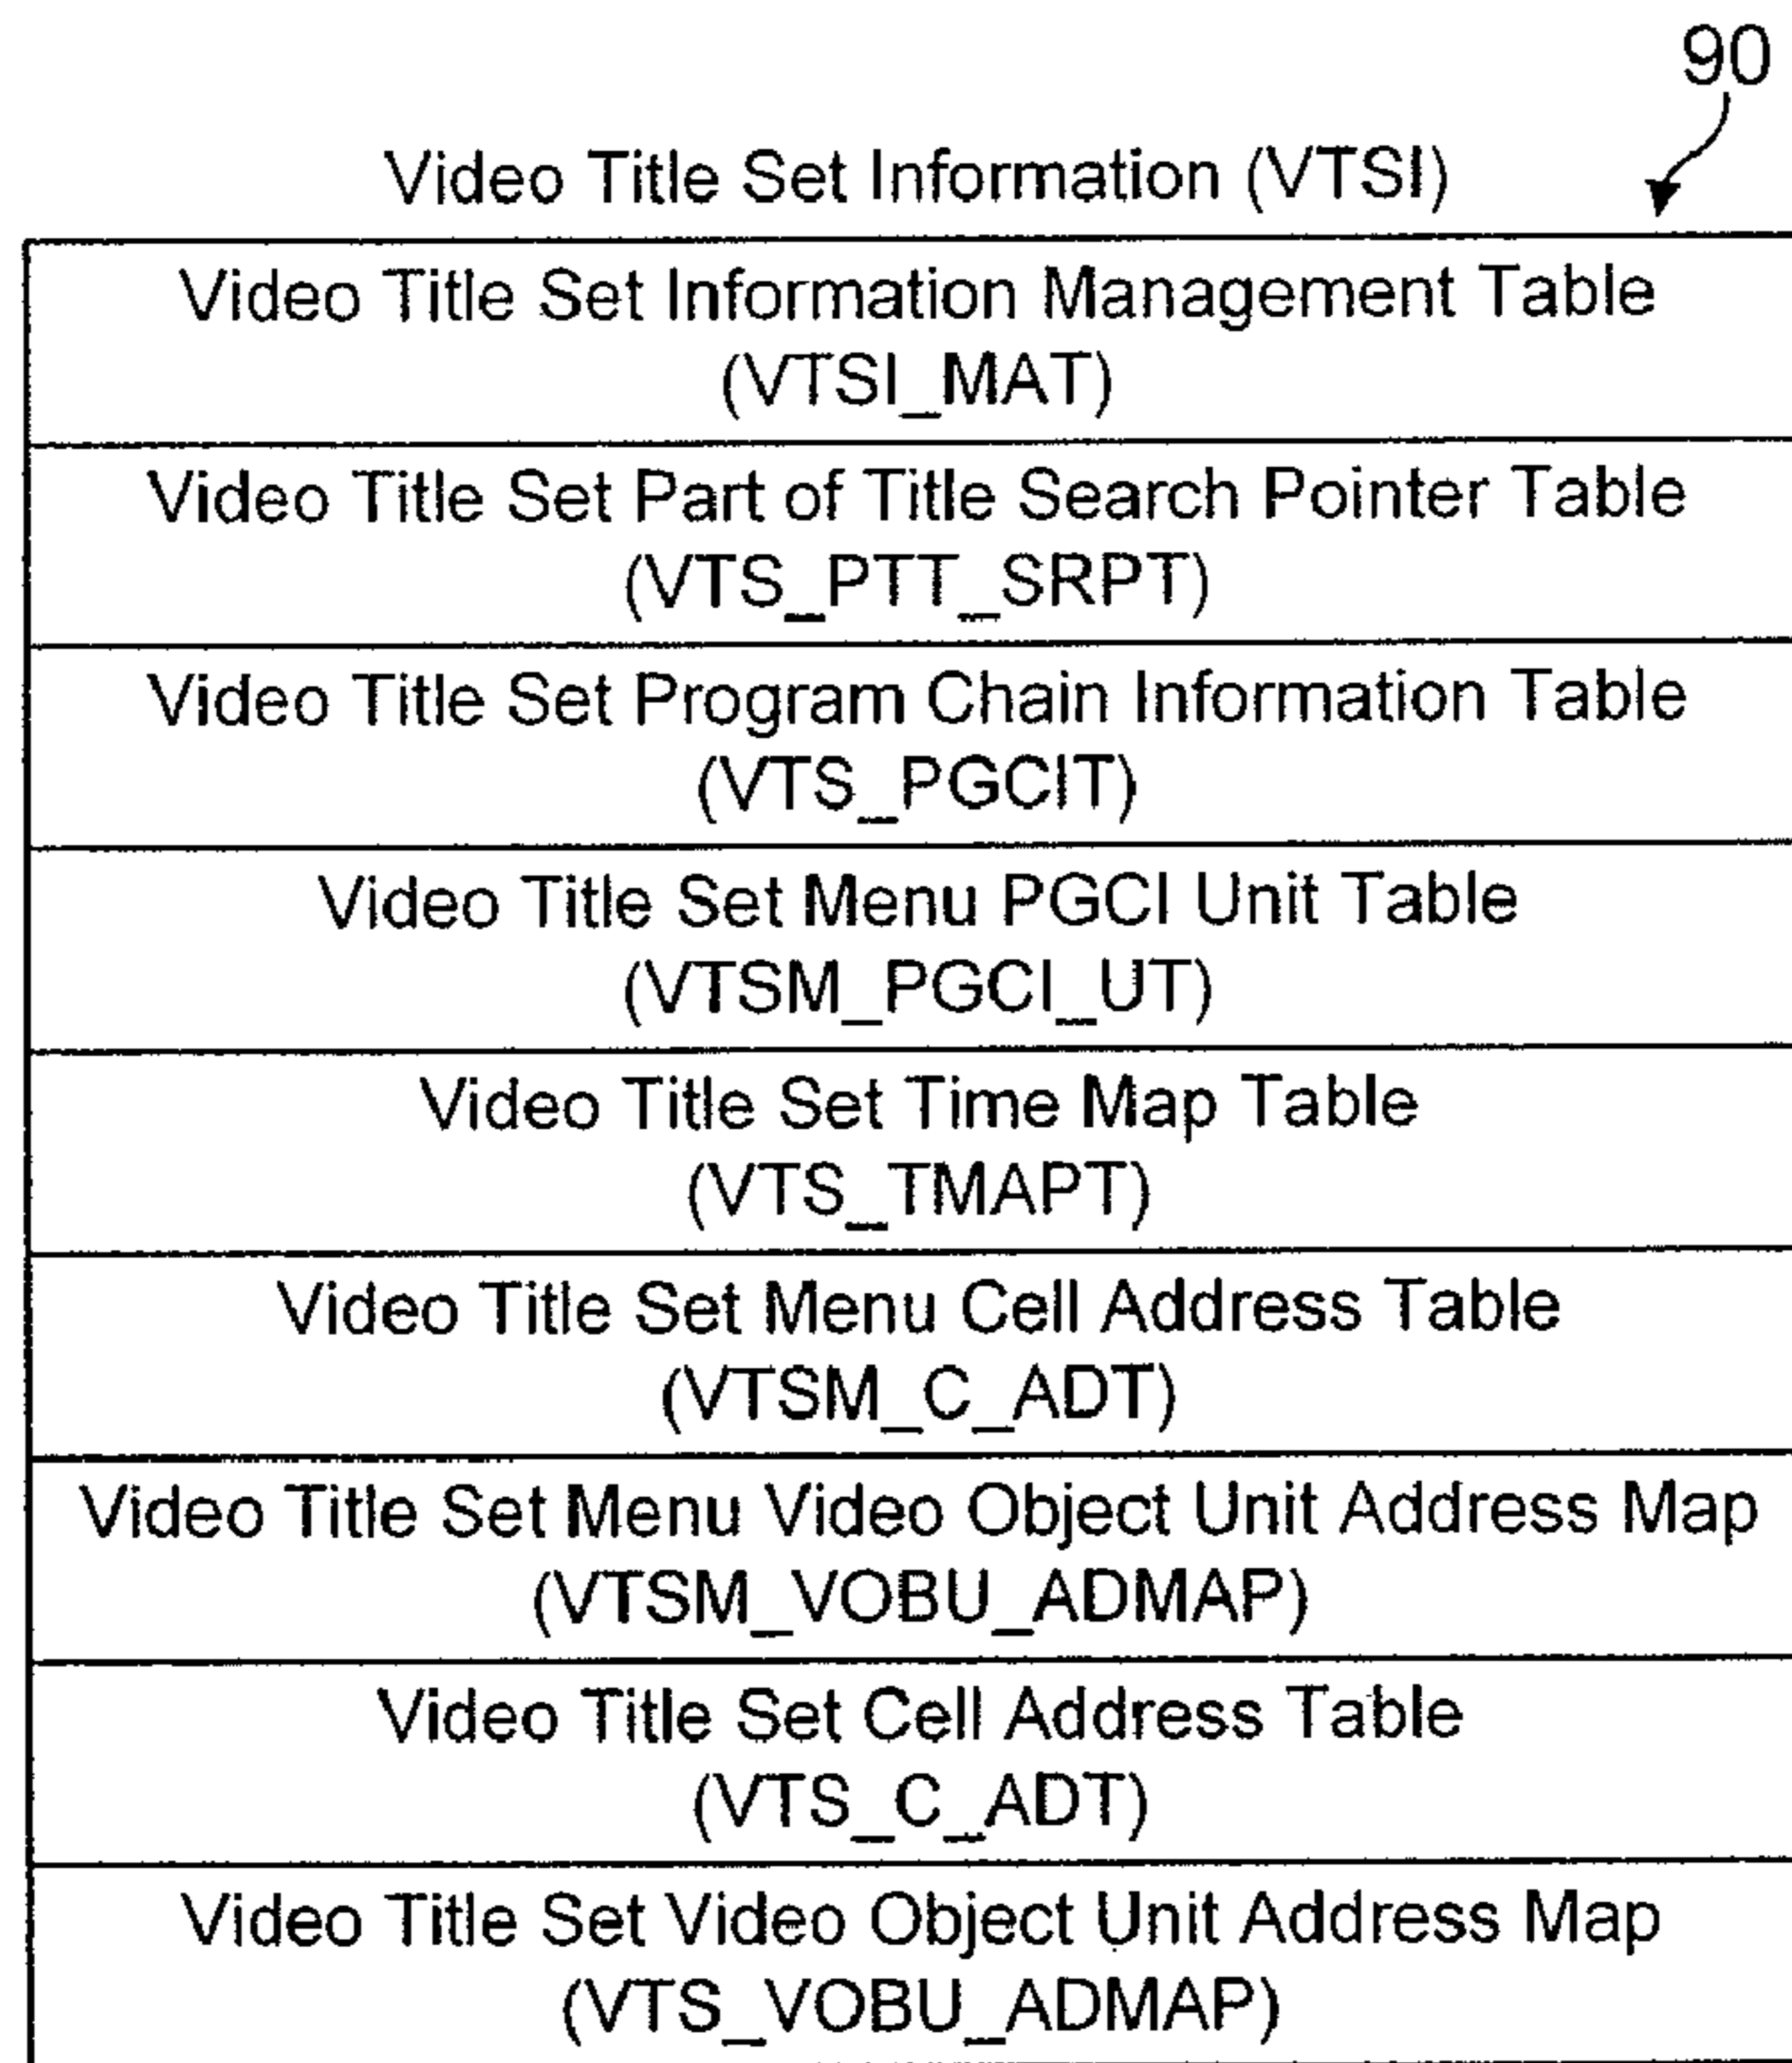 90
Video Title Set Information (VTSI)
Video Title Set Information Management Table
(VTSI_MAT)
Video Title Set Part of Title Search Pointer Table
(VTS_PTT_SRPT)
Video Title Set Program Chain Information Table
(VTS_PGCIT)
Video Title Set Menu PGCI Unit Table
(VTSM_PGCI_UT)
Video Title Set Time Map Table
(VTS_TMAPT)
Video Title Set Menu Cell Address Table
(VTSM_C_ADT)
Video Title Set Menu Video Object Unit Address Map
(VTSM_VOBU_ADMAP)
Video Title Set Cell Address Table
(VTS_C_ADT)
Video Title Set Video Object Unit Address Map
(VTS_VOBU_ADMAP)